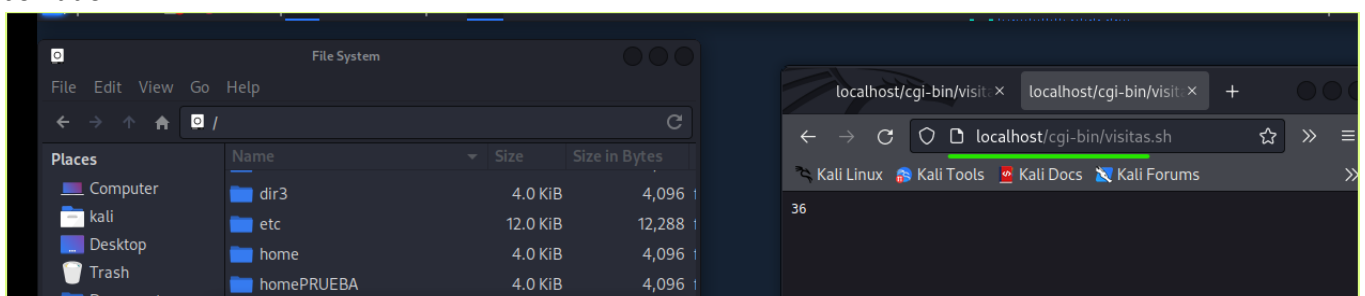 File System
File Edit View Go Help
/
Places
Computer
kali
Desktop
Trash
Name Size Size in Bytes
dir3 4.0 KiB 4,096
etc 12.0 KiB 12,288
home 4.0 KiB 4,096
homePRUEBA 4.0 KiB 4,096
localhost/cgi-bin/visit localhost/cgi-bin/visit
localhost/cgi-bin/visitas.sh
Kali Linux Kali Tools Kali Docs Kali Forums
36